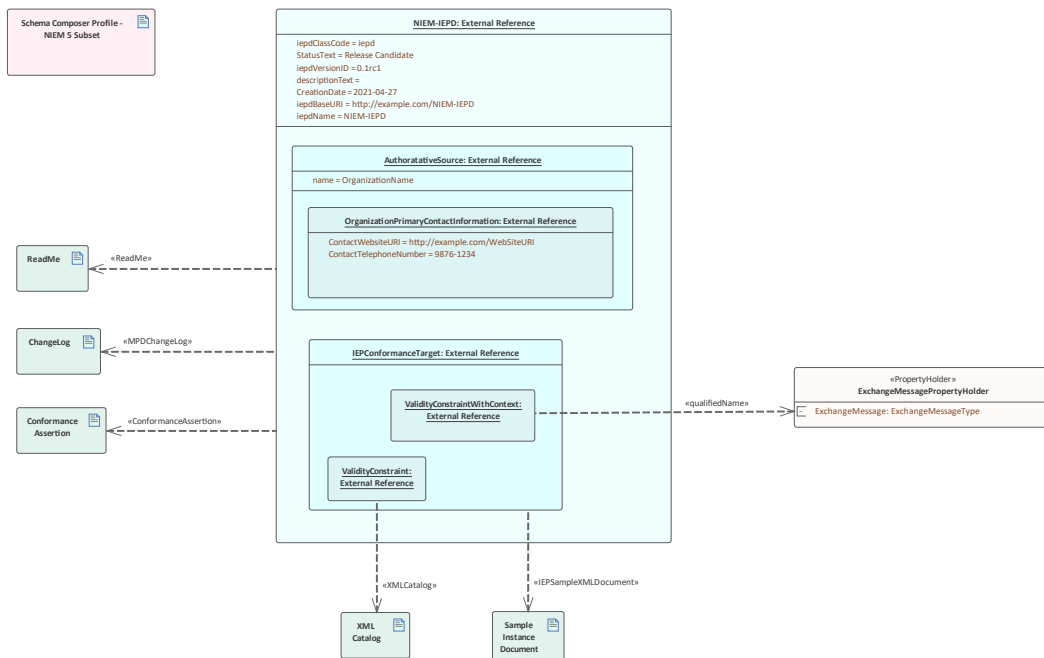 Schema Composer Profile -
NIEM 5 Subset
NIEM-IEPD: External Reference
iepdClassCode = iepd
StatusText = Release Candidate
iepdVersionID = 0.1rc1
descriptionText =
CreationDate = 2021-04-27
iepdBaseURI = http://example.com/NIEM-IEPD
iepdName = NIEM-IEPD
AuthoratativeSource: External Reference
name = OrganizationName
OrganizationPrimaryContactInformation: External Reference
ContactWebsiteURI = http://example.com/WebSiteURI
ContactTelephoneNumber = 9876-1234
ReadMe
«ReadMe»
ChangeLog
«MPDChangeLog»
IEPConformanceTarget: External Reference
ValidityConstraintWithContext:
External Reference
«qualifiedName»
«PropertyHolder»
ExchangeMessagePropertyHolder
ExchangeMessage: ExchangeMessageType
Conformance
Assertion
«ConformanceAssertion»
ValidityConstraint:
External Reference
«XMLCatalog»
«IEPSampleXMLDocument»
XML
Catalog
Sample
Instance
Document